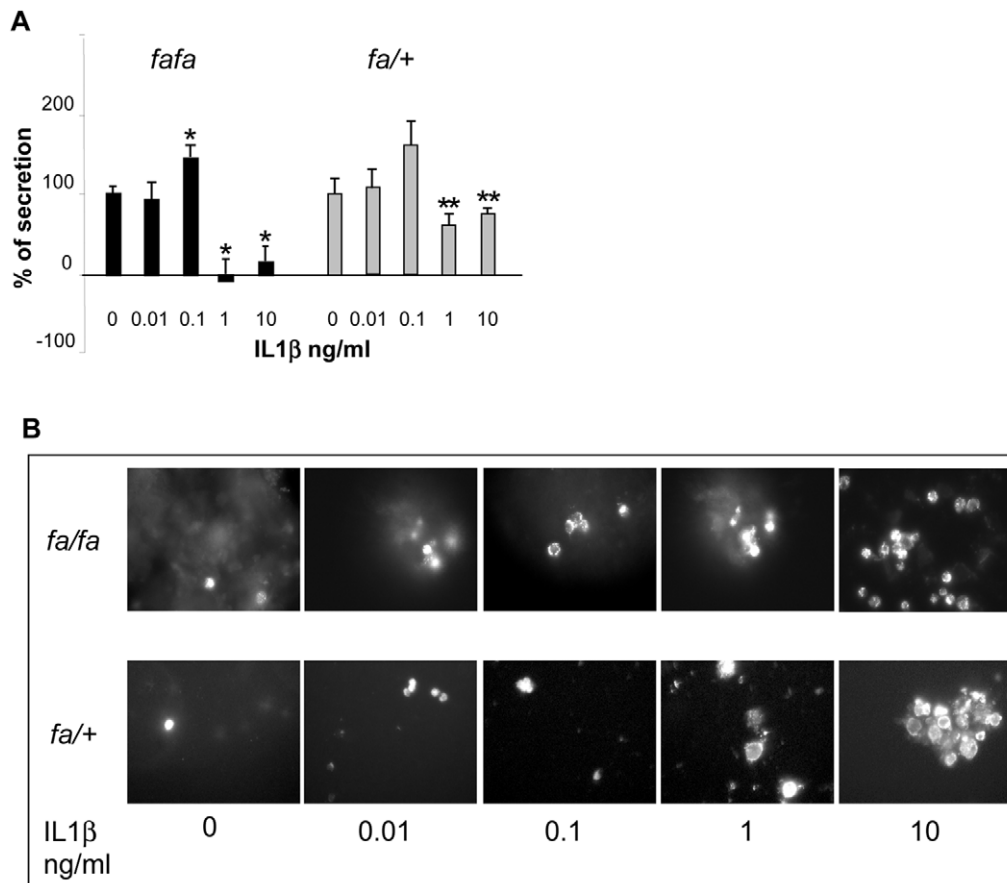 A
fafa fa/+
% of secretion
200
100
0
-100
* * * ** **
0 0.01 0.1 1 10 0 0.01 0.1 1 10
IL1β ng/ml
B
fa/fa
fa/+
IL1β ng/ml
0 0.01 0.1 1 10